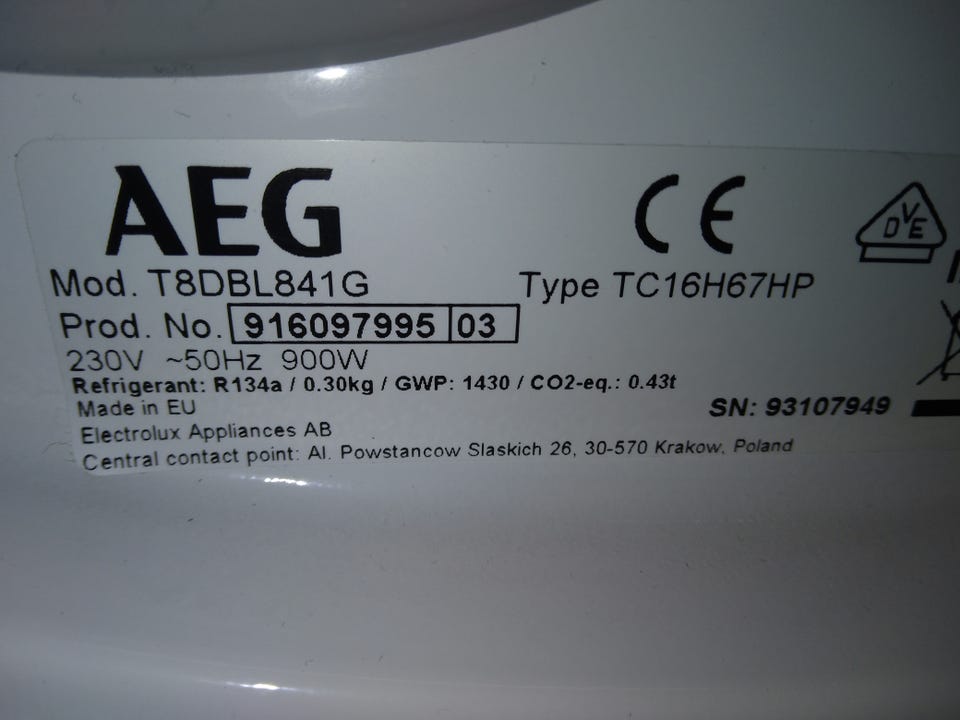 AEG CE DVE
Mod. T8DBL841G Type TC16H67HP
Prod. No. 916097995 03
230V ~50Hz 900W
Refrigerant: R134a / 0.30kg / GWP: 1430 / CO2-eq.: 0.43t
Made in EU SN: 93107949
Electrolux Appliances AB
Central contact point: Al. Powstancow Slaskich 26, 30-570 Krakow, Poland